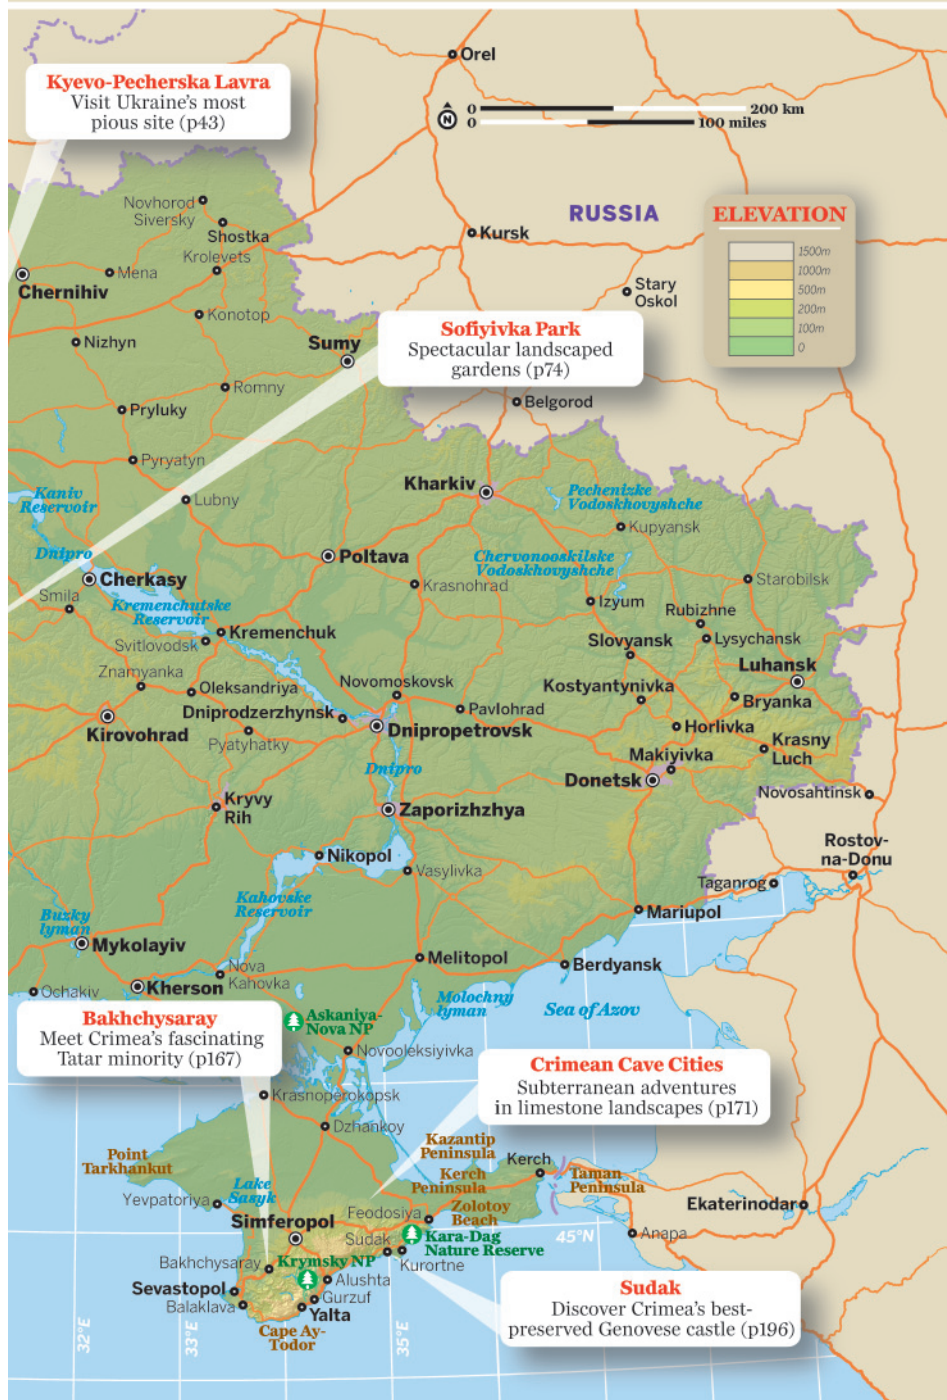 Orel
Kyevo-Pecherska Lavra
Visit Ukraine's most
pious site (p43)
0
200 km
N
0
100 miles
Novhorod
Siversky
Shostka
RUSSIA
ELEVATION
1500m
1000m
500m
200m
100m
0
Kursk
Krolevets
Mena
Chernihiv
Stary
Oskol
Konotop
Nizhyn
Sumy
Sofiyivka Park
Spectacular landscaped
gardens (p74)
Romny
Pryluky
Belgorod
Pyryatyn
Kaniv
Reservoir
Lubny
Kharkiv
Pechenizke
Vodoskhovyshche
Kupyansk
Dnipro
Poltava
Chervonooskilske
Vodoskhovyshche
Cherkasy
Krasnohrad
Starobilsk
Smila
Kremenchutske
Reservoir
Izyum
Rubizhne
Kremenchuk
Svitlovodsk
Slovyansk
Lysychansk
Znamyanka
Luhansk
Oleksandriya
Novomoskovsk
Kostyantynivka
Bryanka
Dniprodzerzhynsk
Pavlohrad
Kirovohrad
Dnipropetrovsk
Horlivka
Pyatyhatky
Krasny
Luch
Makiyivka
Dnipro
Donetsk
Novosahtinsk
Kryvy
Rih
Zaporizhzhya
Rostov-
na-Donu
Nikopol
Vasylivka
Taganrog
Kahovske
Reservoir
Mariupol
Buzky
lyman
Mykolayiv
Melitopol
Berdyansk
Nova
Kahovka
Ochakiv
Kherson
Molochny
lyman
Sea of Azov
Bakhchysaray
Meet Crimea's fascinating
Tatar minority (p167)
Askaniya-
Nova NP
Novooleksiyivka
Crimean Cave Cities
Subterranean adventures
in limestone landscapes (p171)
Krasnoperokopsk
Dzhankoy
Kazantip
Peninsula
Point
Tarkhankut
Kerch
Kerch
Peninsula
Taman
Peninsula
Lake
Sasyk
Yevpatoriya
Zolotoy
Beach
Ekaterinodar
Simferopol
Feodosiya
Kara-Dag
Nature Reserve
45°N
Anapa
Sudak
Kurortne
Bakhchysaray
Krymsky NP
Alushta
Sevastopol
Gurzuf
Balaklava
Yalta
Sudak
Discover Crimea's best-
preserved Genovese castle (p196)
Cape Ay-
Todor
32°E
33°E
35°E